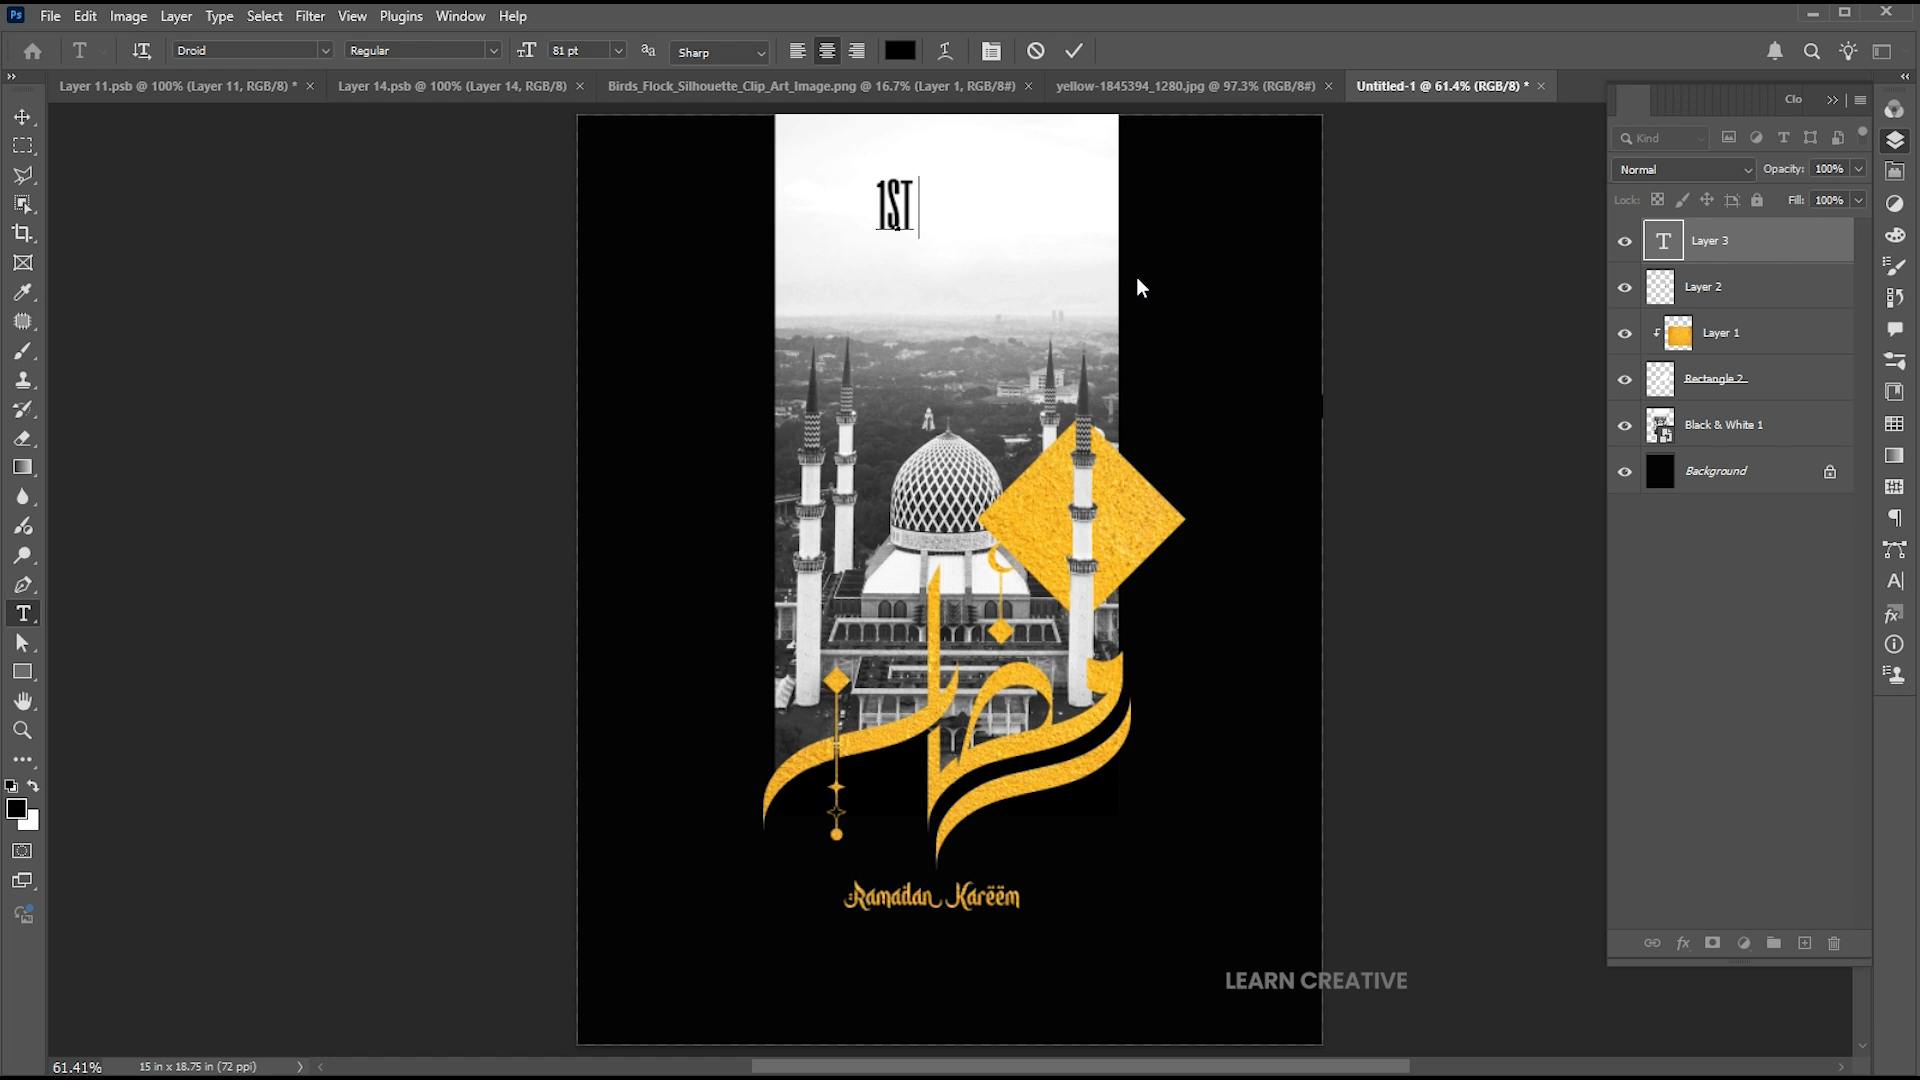 Ps File Edit Image Layer Type Select Filter View Plugins Window Help
T Droid Regular 81 pt Sharp
Layer 11.psb @ 100% (Layer 11, RGB/8) * Layer 14.psb @ 100% (Layer 14, RGB/8) Birds_Flock_Silhouette_Clip_Art_Image.png @ 16.7% (Layer 1, RGB/8#) yellow-1845394_1280.jpg @ 97.3% (RGB/8#) Untitled-1 @ 61.4% (RGB/8) *
Clo
Kind
Normal Opacity: 100%
Lock: Fill: 100%
Layer 3
Layer 2
Layer 1
Rectangle 2
Black & White 1
Background
1ST
رمضان
Ramadan Karëëm
LEARN CREATIVE
61.41% 15 in x 18.75 in (72 ppi)